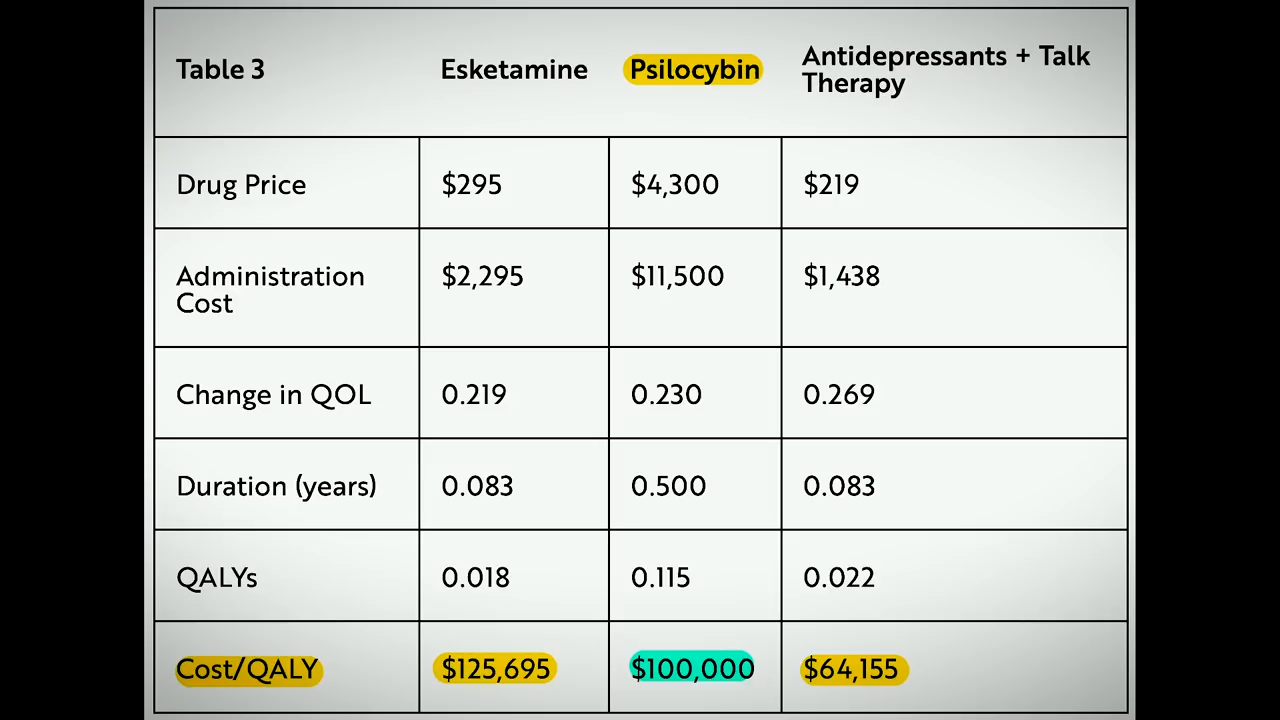 Table 3 Esketamine Psilocybin Antidepressants + Talk
Therapy
Drug Price $295 $4,300 $219
Administration $2,295 $11,500 $1,438
Cost
Change in QOL 0.219 0.230 0.269
Duration (years) 0.083 0.500 0.083
QALYs 0.018 0.115 0.022
Cost/QALY $125,695 $100,000 $64,155